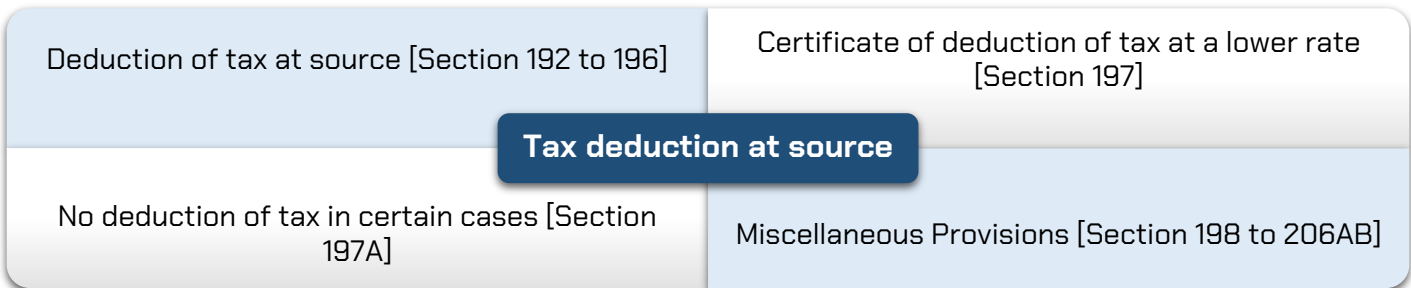 Deduction of tax at source [Section 192 to 196]
Certificate of deduction of tax at a lower rate
[Section 197]
Tax deduction at source
No deduction of tax in certain cases [Section
197A]
Miscellaneous Provisions [Section 198 to 206AB]